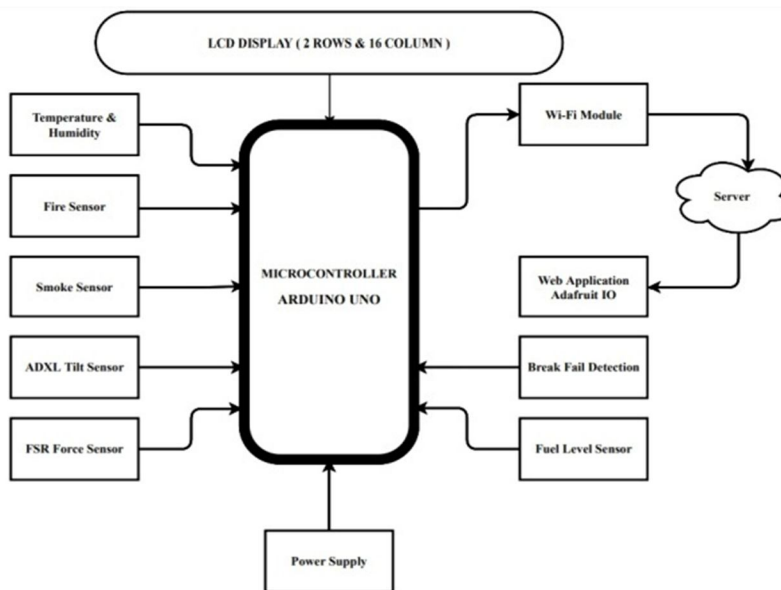 LCD DISPLAY ( 2 ROWS & 16 COLUMN )
Temperature &
Humidity
Wi-Fi Module
Fire Sensor
Server
Smoke Sensor
MICROCONTROLLER
ARDUINO UNO
Web Application
Adafruit IO
ADXL Tilt Sensor
Break Fail Detection
FSR Force Sensor
Fuel Level Sensor
Power Supply